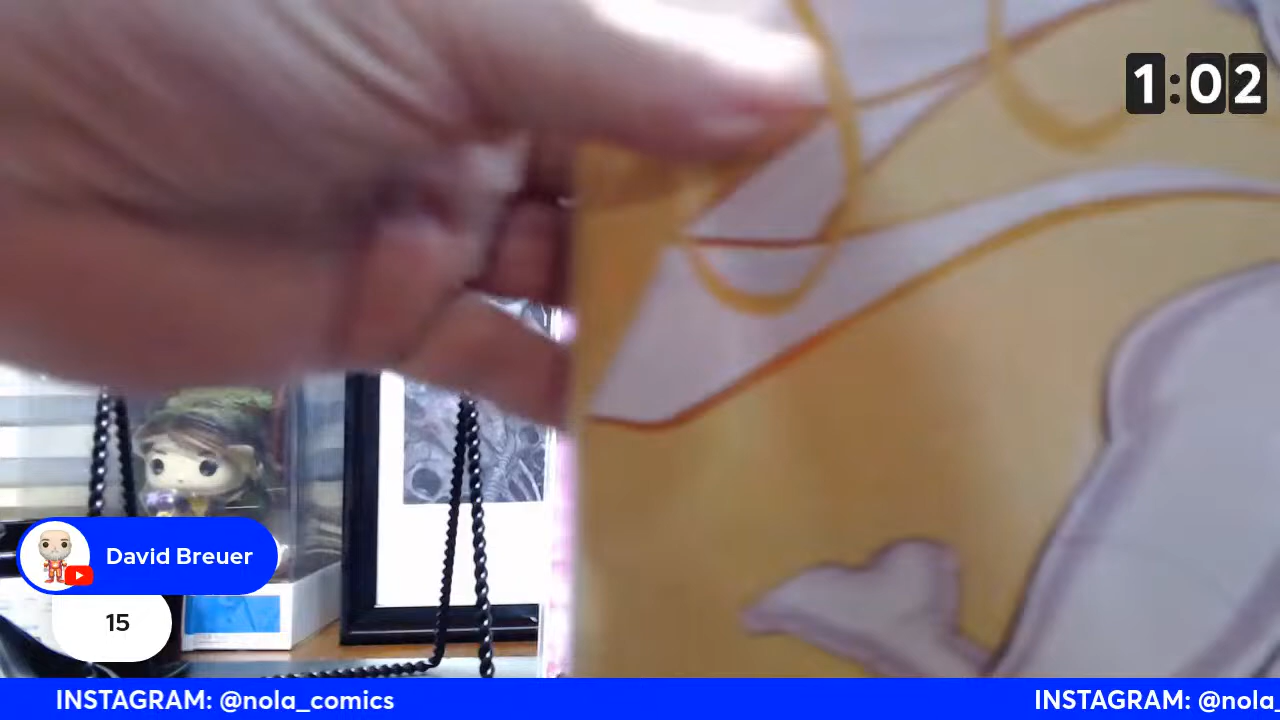 1:02
David Breuer
15
INSTAGRAM: @nola_comics
INSTAGRAM: @nola_